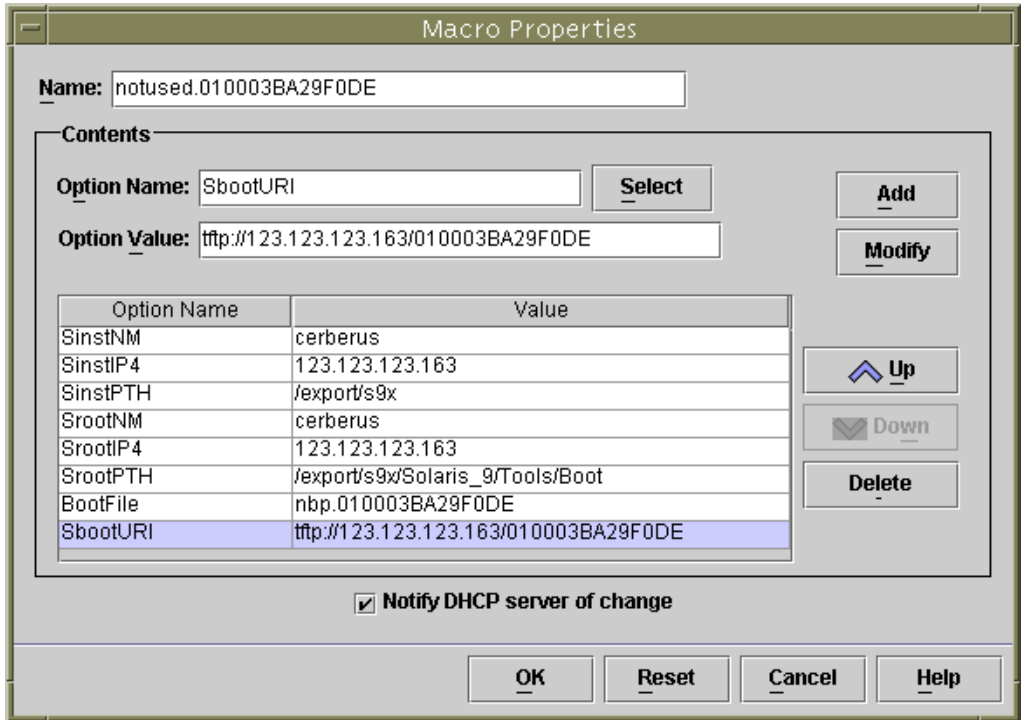 Macro Properties
Name: notused.010003BA29F0DE
Contents
Option Name: SbootURI Select Add
Option Value: tftp://123.123.123.163/010003BA29F0DE Modify
Option Name Value
SinstNM cerberus
SinstIP4 123.123.123.163
SinstPTH /export/s9x
SrootNM cerberus
SrootIP4 123.123.123.163
SrootPTH /export/s9x/Solaris_9/Tools/Boot
BootFile nbp.010003BA29F0DE
SbootURI tftp://123.123.123.163/010003BA29F0DE
Up
Down
Delete
Notify DHCP server of change
OK Reset Cancel Help